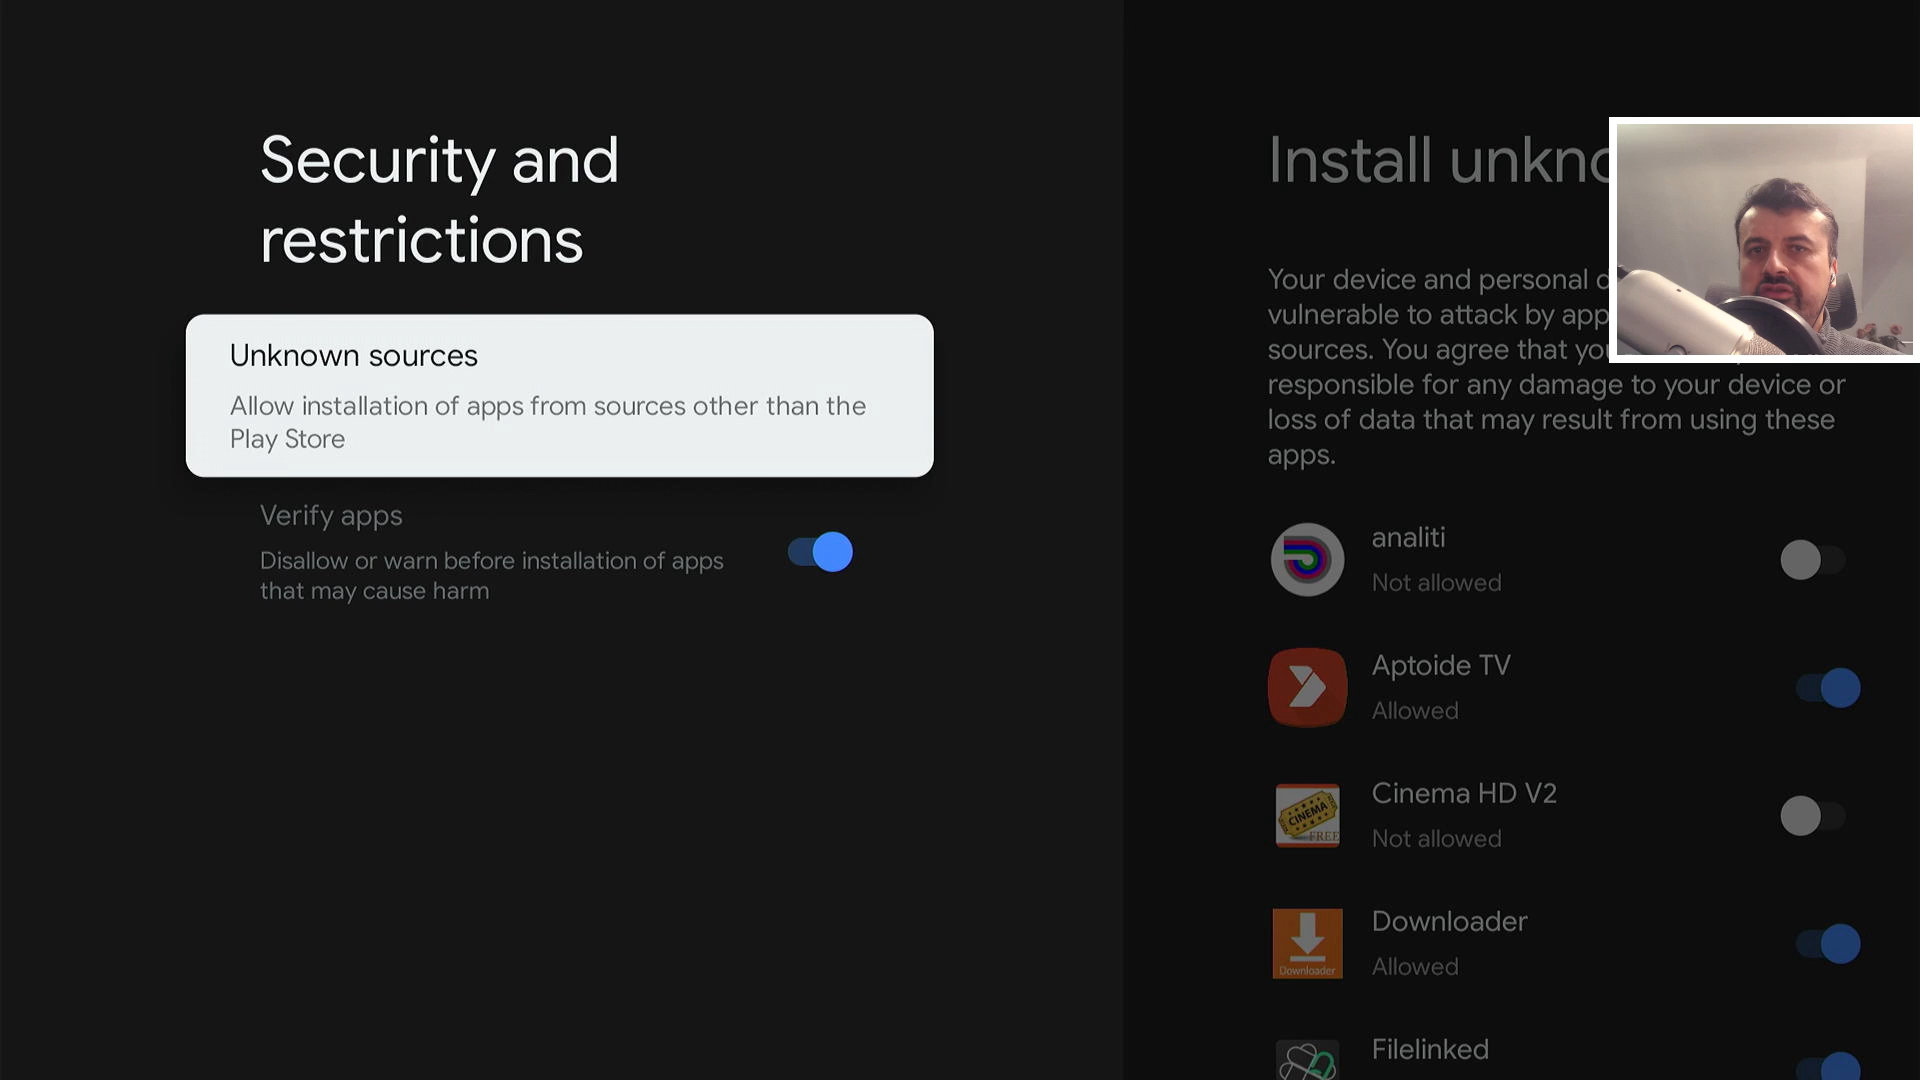 Security and
restrictions
Unknown sources
Allow installation of apps from sources other than the
Play Store
Verify apps
Disallow or warn before installation of apps
that may cause harm
Install
Your device and personal
vulnerable to attack by
sources. You agree that
responsible for any damage to your device or
loss of data that may result from using these
apps.
analiti
Not allowed
Aptoide TV
Allowed
CINEMA
FREE
Cinema HD V2
Not allowed
Downloader
Downloader
Allowed
Filelinked